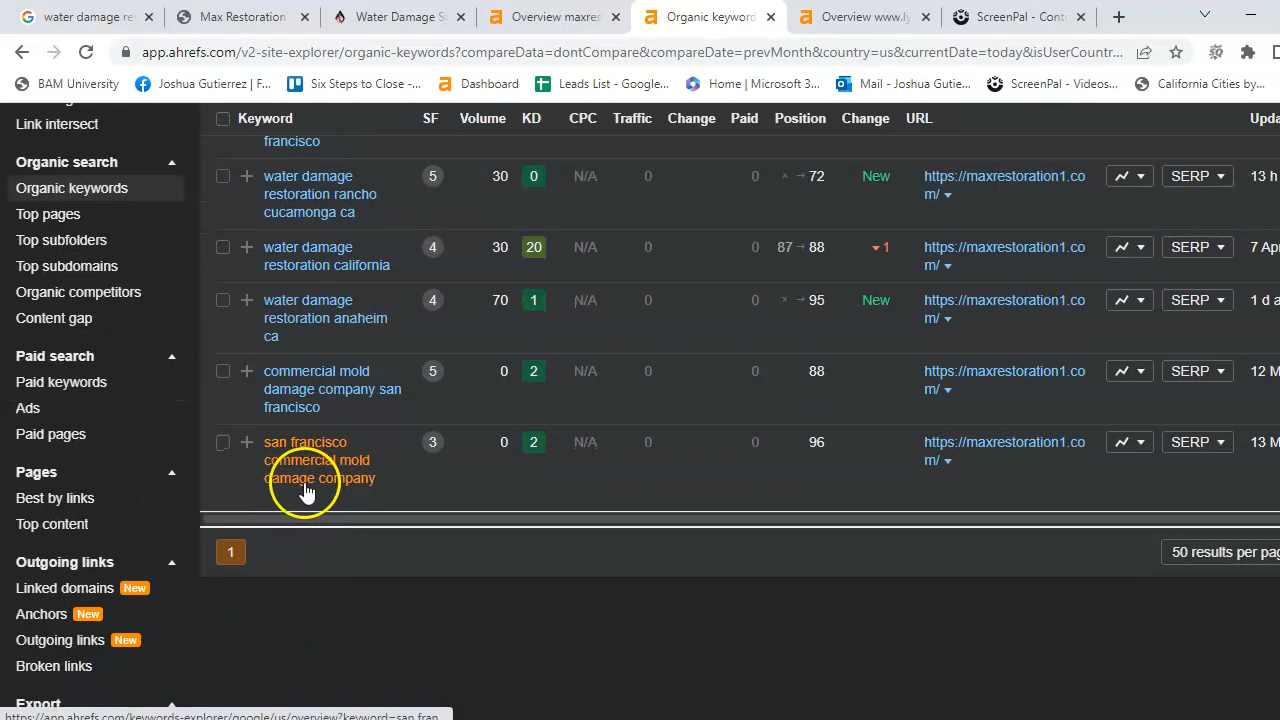 water damage re
Max Restoration
Water Damage S
Overview maxres
Organic keyword
Overview www.ly
ScreenPal - Cont
app.ahrefs.com/v2-site-explorer/organic-keywords?compareData=dontCompare&compareDate=prevMonth&country=us&currentDate=today&isUserCountr...
BAM University
Joshua Gutierrez | F...
Six Steps to Close -...
Dashboard
Leads List - Google...
Home | Microsoft 3...
Mail - Joshua Gutie...
ScreenPal - Videos...
California Cities by...
Link intersect
Organic search
Organic keywords
Top pages
Top subfolders
Top subdomains
Organic competitors
Content gap
Paid search
Paid keywords
Ads
Paid pages
Pages
Best by links
Top content
Outgoing links
Linked domains New
Anchors New
Outgoing links New
Broken links
Export
Keyword SF Volume KD CPC Traffic Change Paid Position Change URL Upda
francisco
water damage restoration rancho cucamonga ca 5 30 0 N/A 0 0 × → 72 New https://maxrestoration1.com/ SERP 13 h
water damage restoration california 4 30 20 N/A 0 0 87 → 88 1 https://maxrestoration1.com/ SERP 7 Apr
water damage restoration anaheim ca 4 70 1 N/A 0 0 × → 95 New https://maxrestoration1.com/ SERP 1 d a
commercial mold damage company san francisco 5 0 2 N/A 0 0 88 https://maxrestoration1.com/ SERP 12 M
san francisco commercial mold damage company 3 0 2 N/A 0 0 96 https://maxrestoration1.com/ SERP 13 M
1
50 results per pag
https://app.ahrefs.com/keywords-explorer/google/us/overview?keyword=san fran